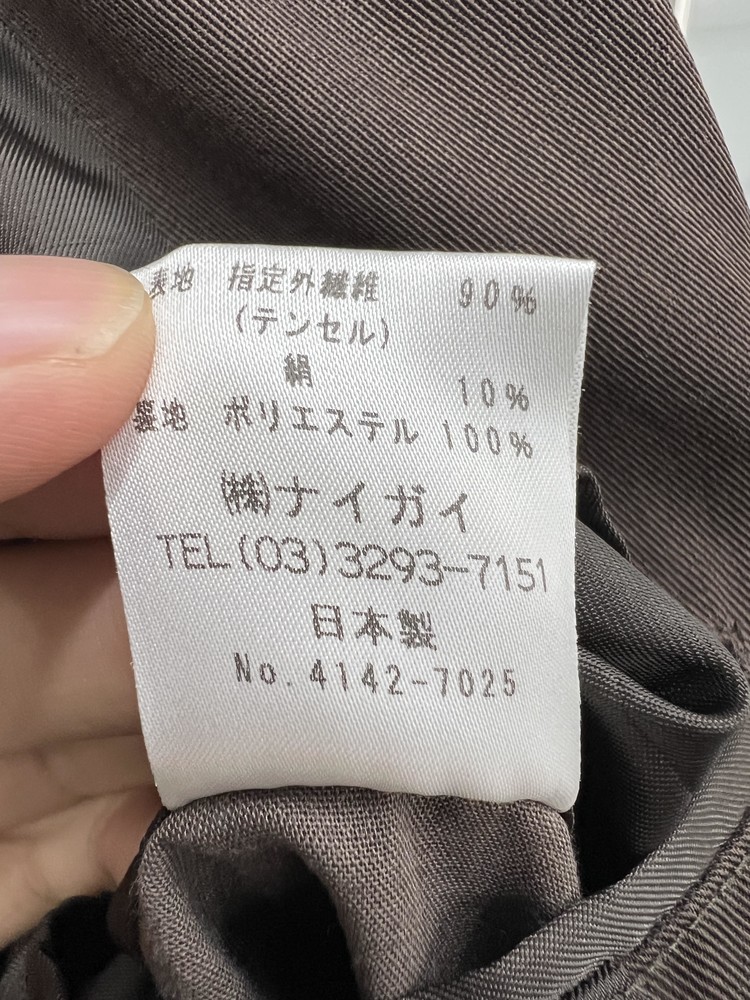 表地 指定外繊維 90%
(テンセル)
絹 10%
裏地 ポリエステル 100%
㈱ナイガイ
TEL(03)3293-7151
日本製
No.4142-7025